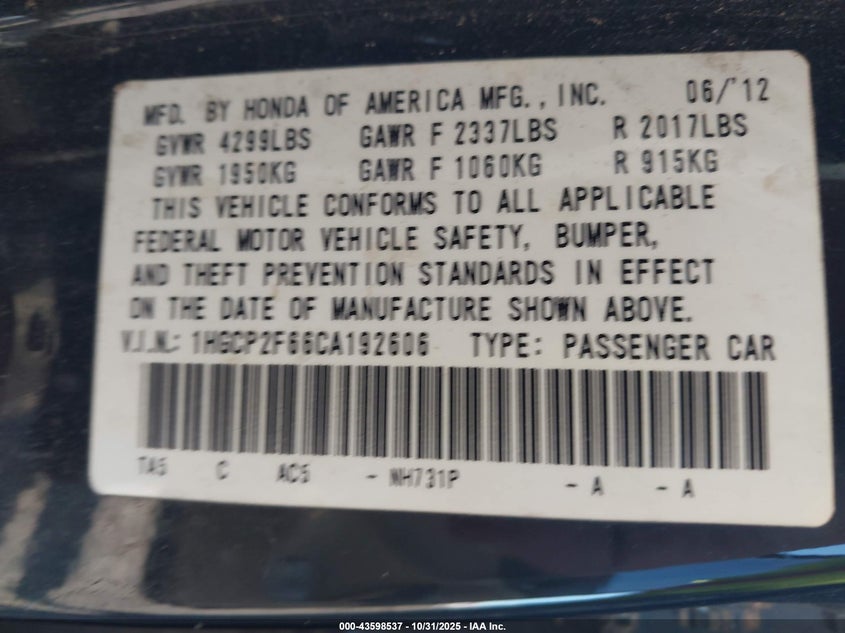 MFD. BY HONDA OF AMERICA MFG., INC. 06/'12
GVWR 4299LBS GAWR F 2337LBS R 2017LBS
GVWR 1950KG GAWR F 1060KG R 915KG
THIS VEHICLE CONFORMS TO ALL APPLICABLE
FEDERAL MOTOR VEHICLE SAFETY, BUMPER,
AND THEFT PREVENTION STANDARDS IN EFFECT
ON THE DATE OF MANUFACTURE SHOWN ABOVE.
V.I.N.: 1HGCP2F66CA192606 TYPE: PASSENGER CAR
TA5 C AC5 - NH731P - A - A
000-43598537 - 10/31/2025 - IAA Inc.